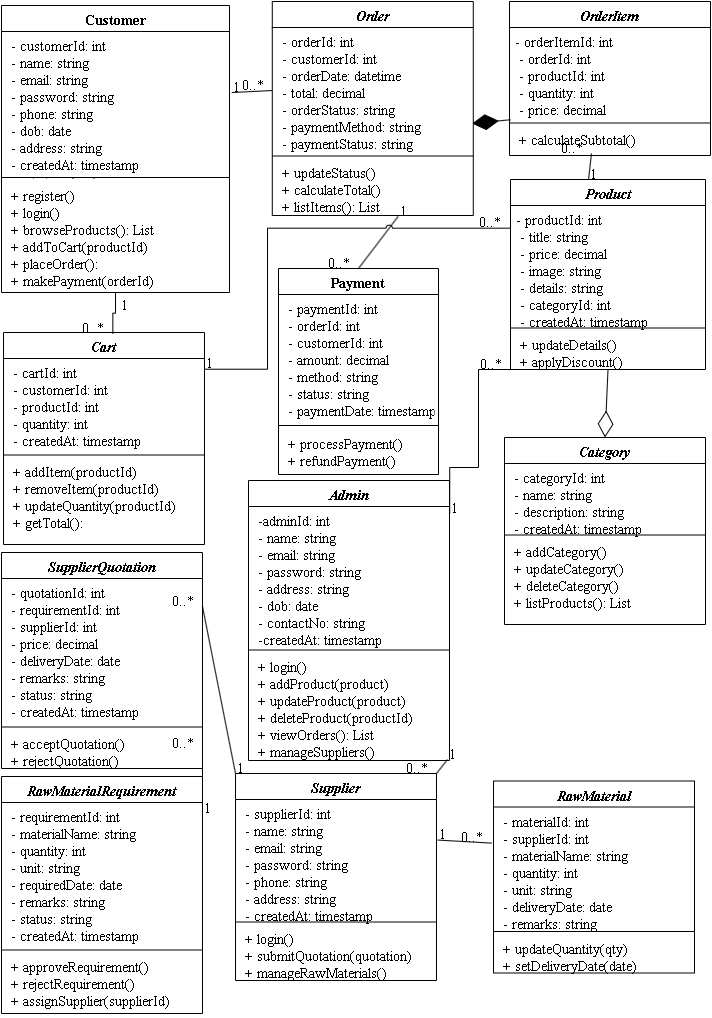 Customer
- customerId: int
- name: string
- email: string
- password: string
- phone: string
- dob: date
- address: string
- createdAt: timestamp
+ register()
+ login()
+ browseProducts(): List
+ addToCart(productId)
+ placeOrder():
+ makePayment(orderId)
1
0..*
Order
- orderId: int
- customerId: int
- orderDate: datetime
- total: decimal
- orderStatus: string
- paymentMethod: string
- paymentStatus: string
+ updateStatus()
+ calculateTotal()
+ listItems(): List
OrderItem
- orderItemId: int
- orderId: int
- productId: int
- quantity: int
- price: decimal
+ calculateSubtotal()
0..*
1
Product
- productId: int
- title: string
- price: decimal
- image: string
- details: string
- categoryId: int
- createdAt: timestamp
+ updateDetails()
+ applyDiscount()
0..*
0..*
1
0..*
Payment
- paymentId: int
- orderId: int
- customerId: int
- amount: decimal
- method: string
- status: string
- paymentDate: timestamp
+ processPayment()
+ refundPayment()
1
0..*
Cart
- cartId: int
- customerId: int
- productId: int
- quantity: int
- createdAt: timestamp
+ addItem(productId)
+ removeItem(productId)
+ updateQuantity(productId)
+ getTotal():
1
Category
- categoryId: int
- name: string
- description: string
- createdAt: timestamp
+ addCategory()
+ updateCategory()
+ deleteCategory()
+ listProducts(): List
Admin
-adminId: int
- name: string
- email: string
- password: string
- address: string
- dob: date
- contactNo: string
-createdAt: timestamp
+ login()
+ addProduct(product)
+ updateProduct(product)
+ deleteProduct(productId)
+ viewOrders(): List
+ manageSuppliers()
1
1
0..*
SupplierQuotation
- quotationId: int
- requirementId: int
- supplierId: int
- price: decimal
- deliveryDate: date
- remarks: string
- status: string
- createdAt: timestamp
+ acceptQuotation()
+ rejectQuotation()
0..*
0..*
1
1
RawMaterialRequirement
- requirementId: int
- materialName: string
- quantity: int
- unit: string
- requiredDate: date
- remarks: string
- status: string
- createdAt: timestamp
+ approveRequirement()
+ rejectRequirement()
+ assignSupplier(supplierId)
Supplier
- supplierId: int
- name: string
- email: string
- password: string
- phone: string
- address: string
- createdAt: timestamp
+ login()
+ submitQuotation(quotation)
+ manageRawMaterials()
1
0..*
RawMaterial
- materialId: int
- supplierId: int
- materialName: string
- quantity: int
- unit: string
- deliveryDate: date
- remarks: string
+ updateQuantity(qty)
+ setDeliveryDate(date)